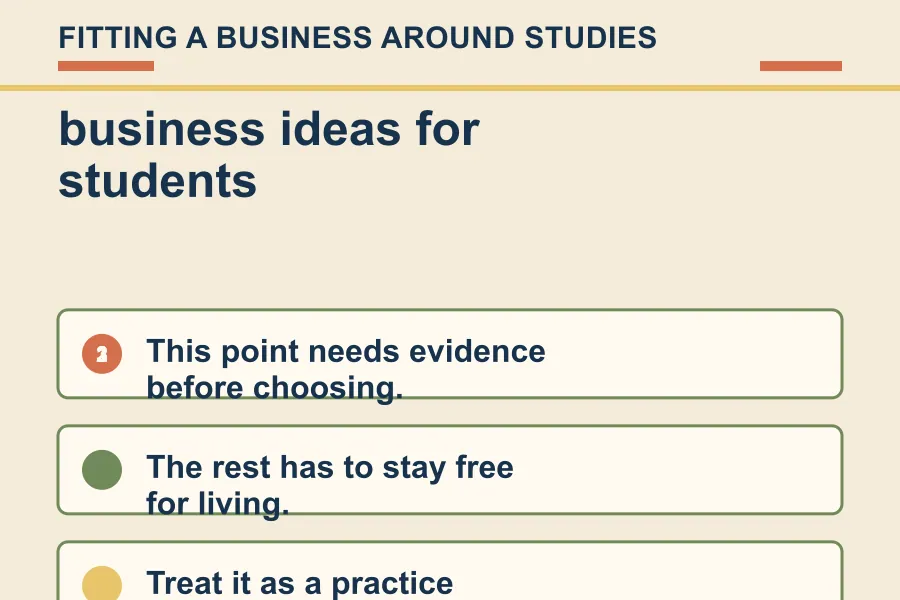 FITTING A BUSINESS AROUND STUDIES
business ideas for
students
This point needs evidence
before choosing.
The rest has to stay free
for living.
Treat it as a practice